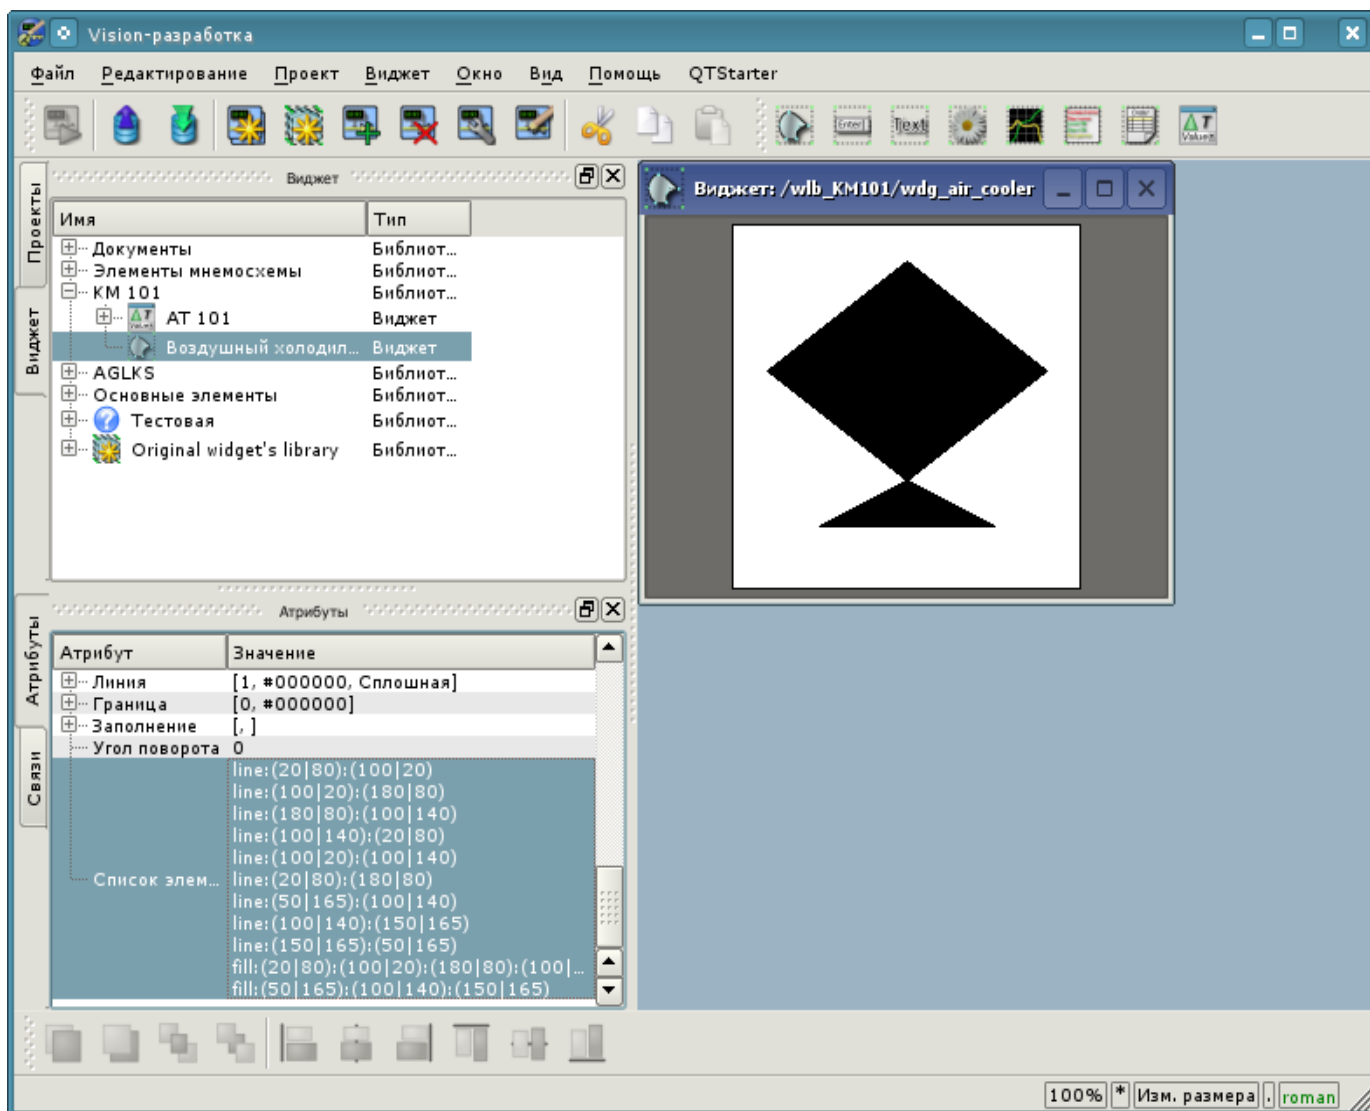 Vision-разработка
Файл Редактирование Проект Виджет Окно Вид Помощь QTStarter
Enter Text Values
Проекты
Виджет
Виджет
Имя Тип
Документы Библиот...
Элементы мнемосхемы Библиот...
КМ 101 Библиот...
АТ 101 Виджет
Воздушный холодил... Виджет
AGLKS Библиот...
Основные элементы Библиот...
Тестовая Библиот...
Original widget's library Библиот...
Виджет: /wlb_KM101/wdg_air_cooler
Атрибуты
Связи
Атрибуты
Атрибут Значение
Линия [1, #000000, Сплошная]
Граница [0, #000000]
Заполнение [, ]
Угол поворота 0
Список элем...
line:(20|80):(100|20)
line:(100|20):(180|80)
line:(180|80):(100|140)
line:(100|140):(20|80)
line:(100|20):(100|140)
line:(20|80):(180|80)
line:(50|165):(100|140)
line:(100|140):(150|165)
line:(150|165):(50|165)
fill:(20|80):(100|20):(180|80):(100|...
fill:(50|165):(100|140):(150|165)
100% * Изм. размера . roman